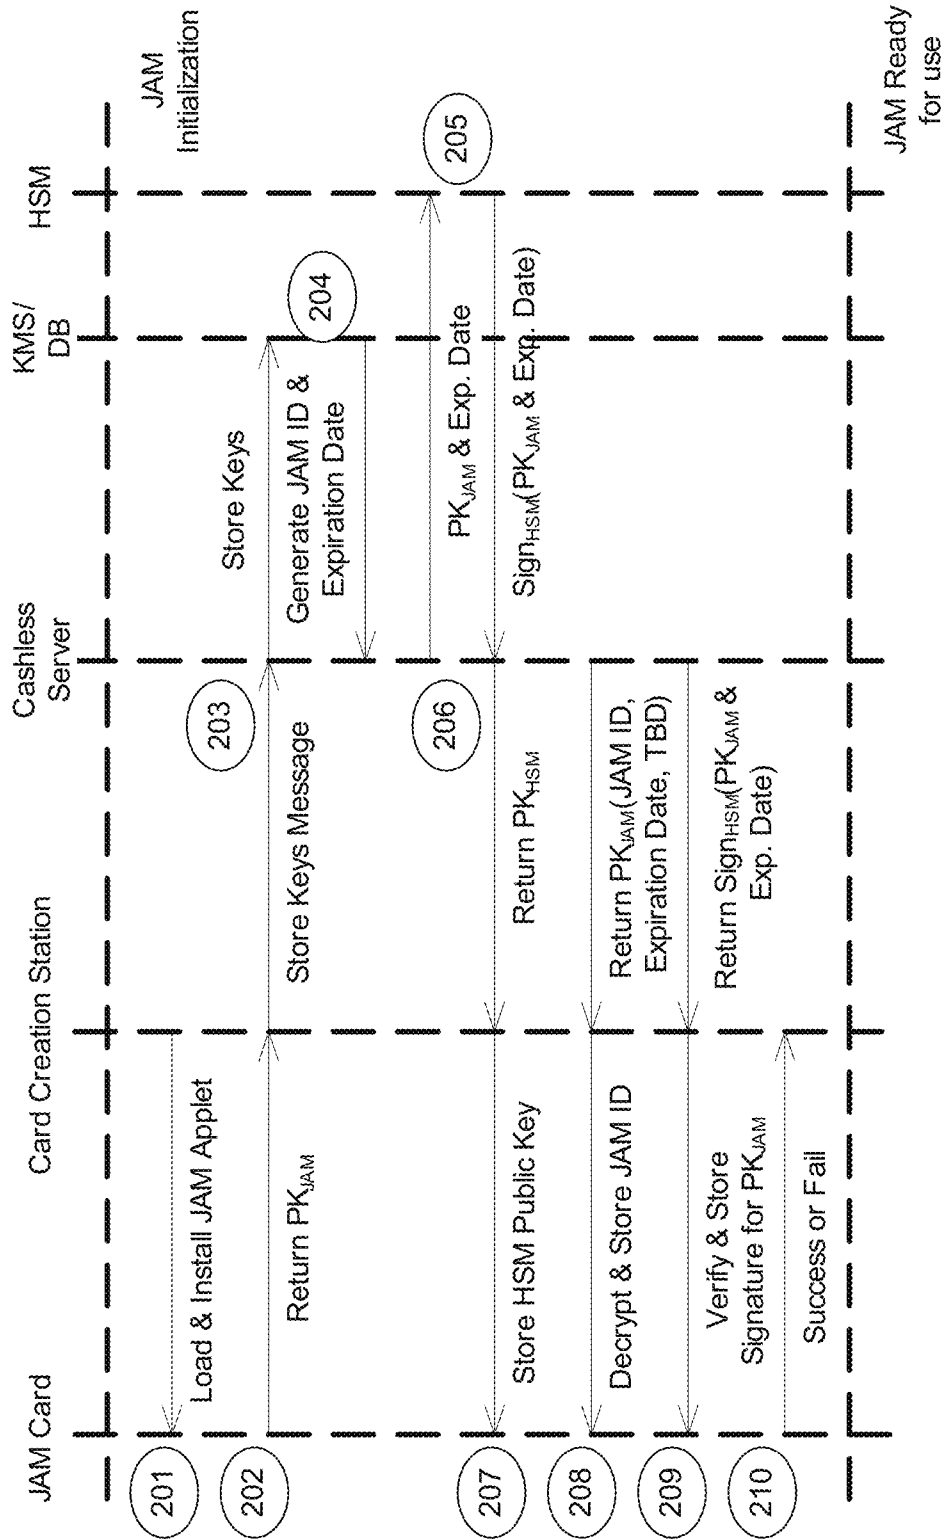 JAM Card
Card Creation Station
Cashless
Server
KMS/
DB
HSM
JAM
Initialization
201
Load & Install JAM Applet
202
Return PKJAM
Store Keys Message
203
Store Keys
204
Generate JAM ID &
Expiration Date
205
PKJAM & Exp. Date
206
SignHSM(PKJAM & Exp. Date)
Return PKHSM
207
Store HSM Public Key
208
Return PKJAM(JAM ID,
Expiration Date, TBD)
Decrypt & Store JAM ID
209
Return SignHSM(PKJAM &
Exp. Date)
Verify & Store
Signature for PKJAM
210
Success or Fail
JAM Ready
for use